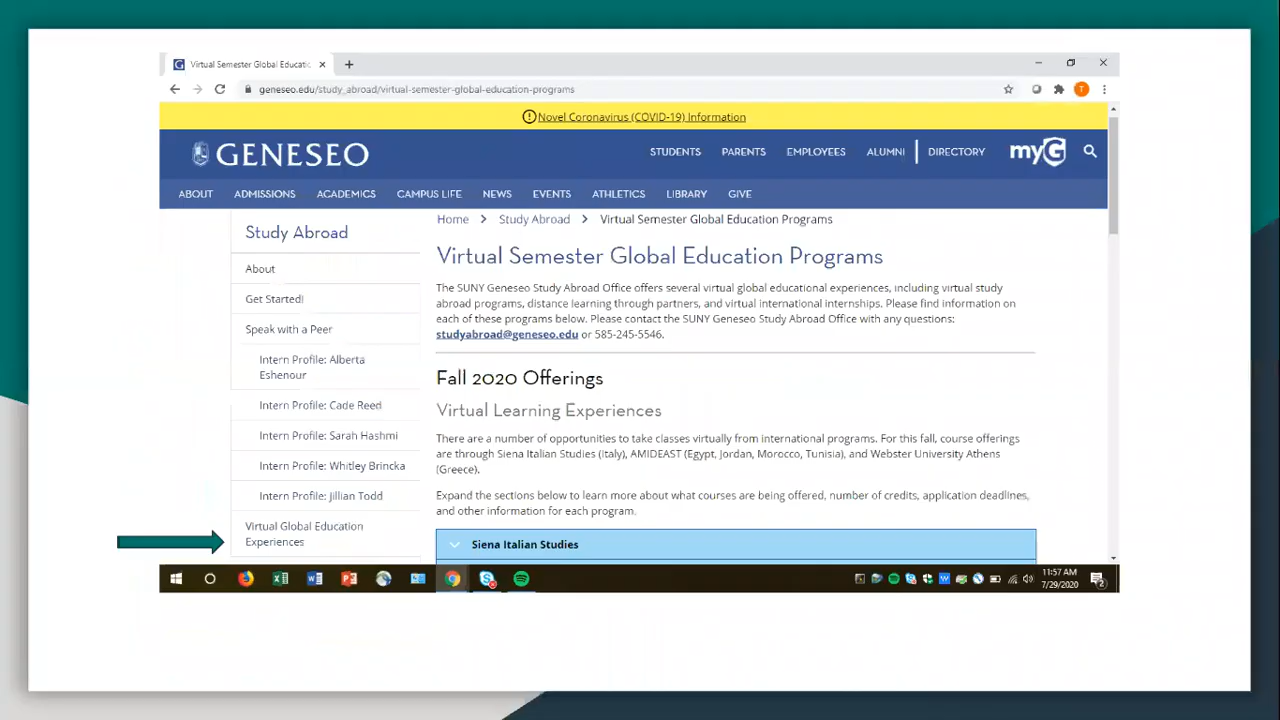 Virtual Semester Global Educatic
geneseo.edu/study_abroad/virtual-semester-global-education-programs
T
Novel Coronavirus (COVID-19) Information
GENESEO
STUDENTS PARENTS EMPLOYEES ALUMNI DIRECTORY myG
ABOUT ADMISSIONS ACADEMICS CAMPUS LIFE NEWS EVENTS ATHLETICS LIBRARY GIVE
Study Abroad
About
Get Started!
Speak with a Peer
Intern Profile: Alberta
Eshenour
Intern Profile: Cade Reed
Intern Profile: Sarah Hashmi
Intern Profile: Whitley Brincka
Intern Profile: Jillian Todd
Virtual Global Education
Experiences
Home > Study Abroad > Virtual Semester Global Education Programs
Virtual Semester Global Education Programs
The SUNY Geneseo Study Abroad Office offers several virtual global educational experiences, including virtual study
abroad programs, distance learning through partners, and virtual international internships. Please find information on
each of these programs below. Please contact the SUNY Geneseo Study Abroad Office with any questions:
studyabroad@geneseo.edu or 585-245-5546.
Fall 2020 Offerings
Virtual Learning Experiences
There are a number of opportunities to take classes virtually from international programs. For this fall, course offerings
are through Siena Italian Studies (Italy), AMIDEAST (Egypt, Jordan, Morocco, Tunisia), and Webster University Athens
(Greece).
Expand the sections below to learn more about what courses are being offered, number of credits, application deadlines,
and other information for each program.
Siena Italian Studies
11:57 AM
7/29/2020